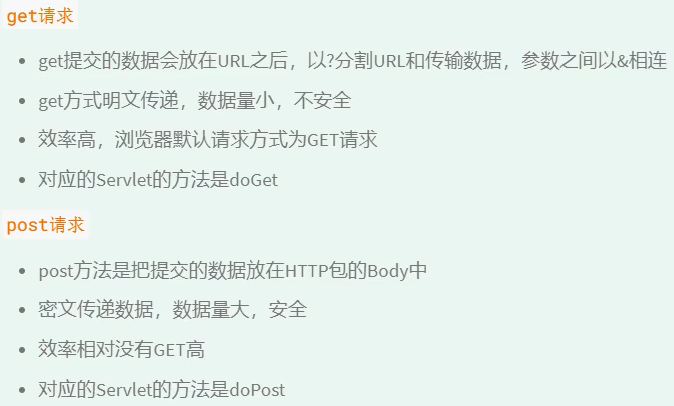 get请求
• get提交的数据会放在URL之后，以?分割URL和传输数据，参数之间以&相连
• get方式明文传递，数据量小，不安全
• 效率高，浏览器默认请求方式为GET请求
• 对应的Servlet的方法是doGet
post请求
• post方法是把提交的数据放在HTTP包的Body中
• 密文传递数据，数据量大，安全
• 效率相对没有GET高
• 对应的Servlet的方法是doPost